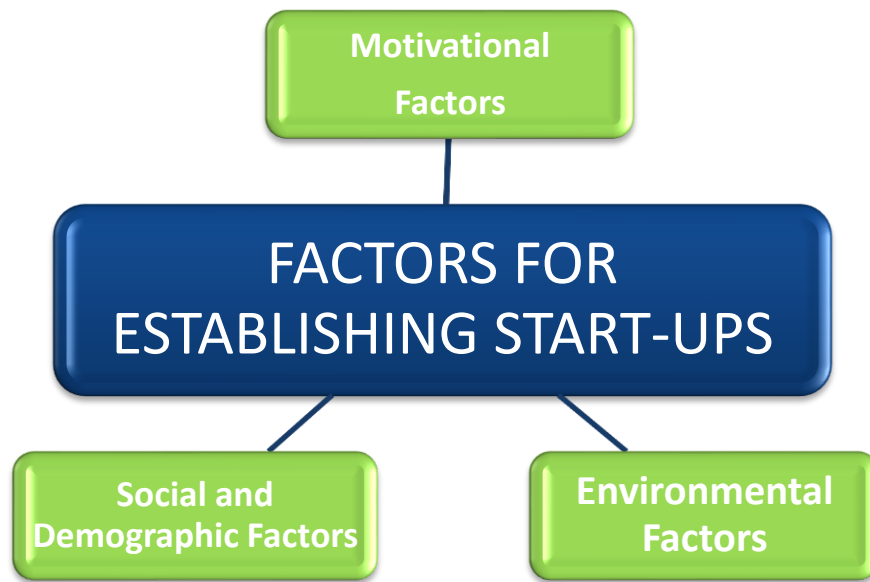 Motivational
Factors
FACTORS FOR
ESTABLISHING START-UPS
Social and
Demographic Factors
Environmental
Factors